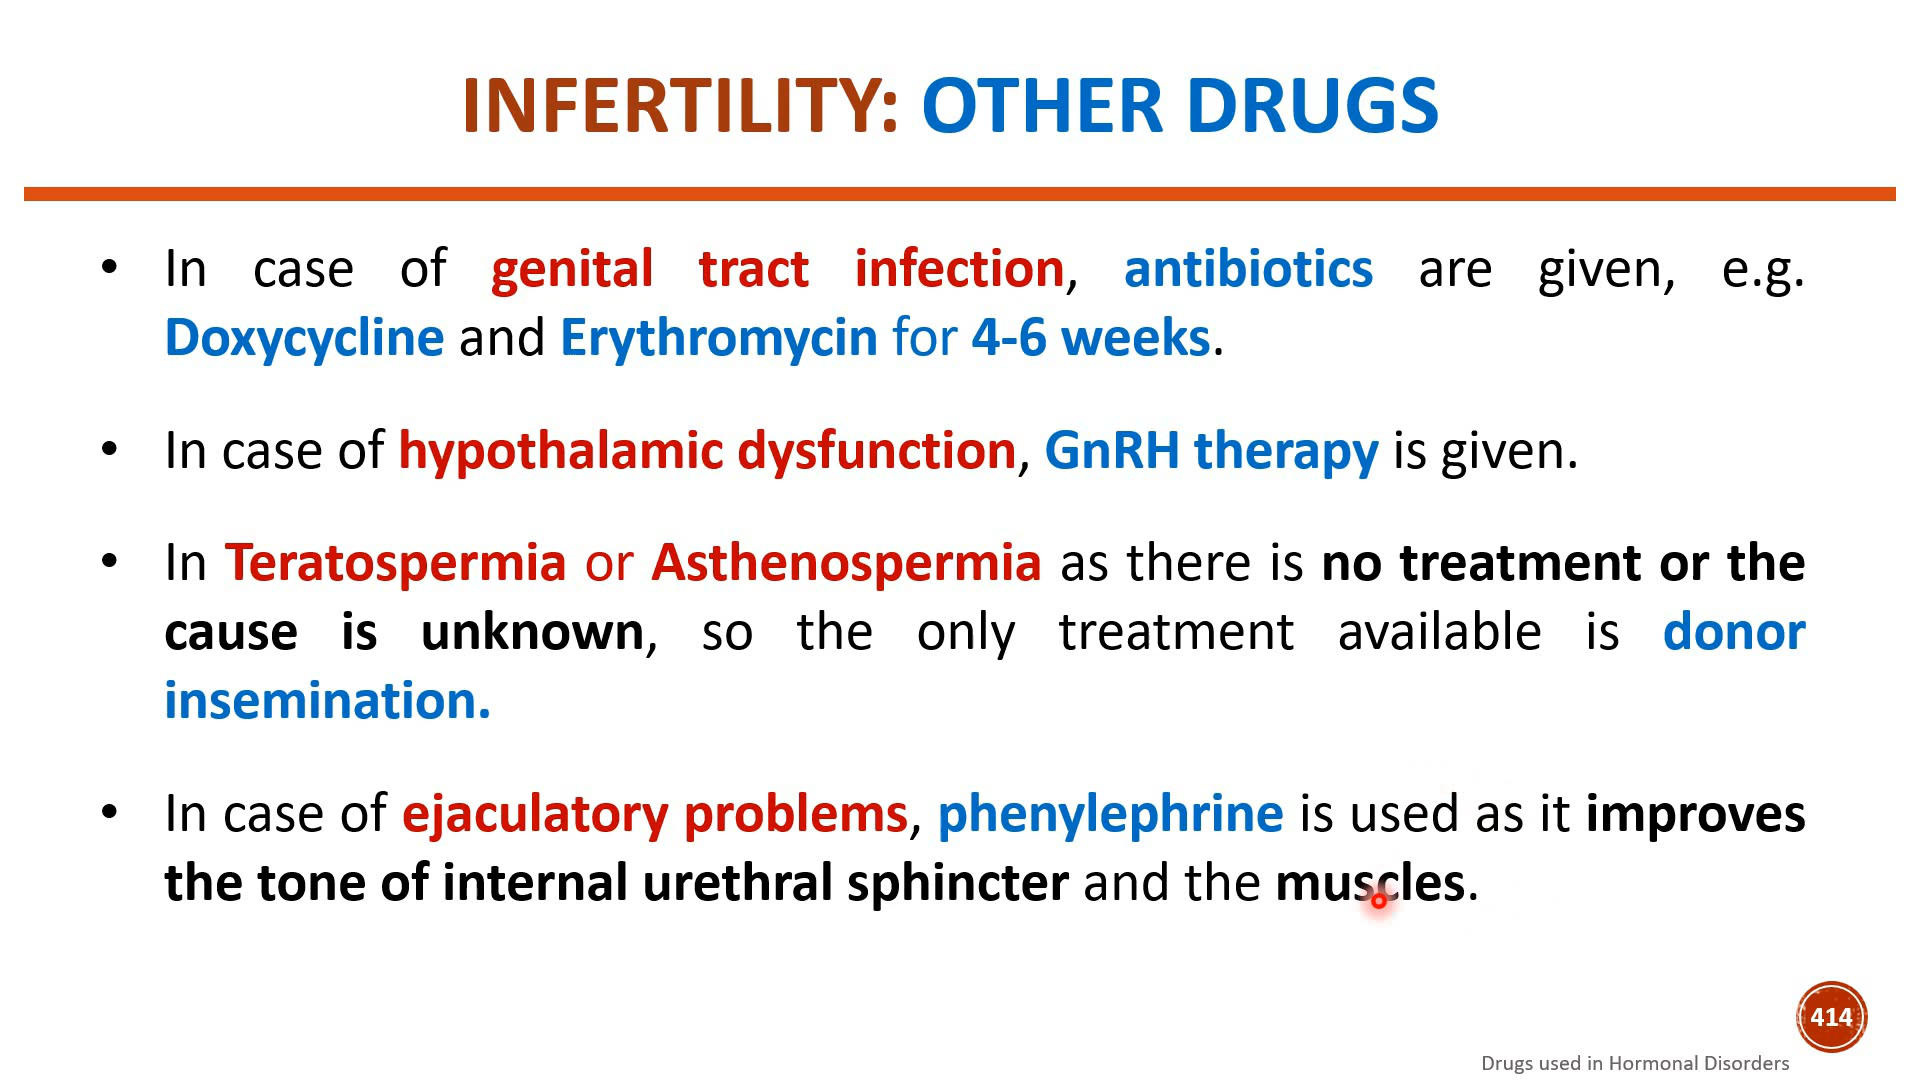 INFERTILITY: OTHER DRUGS
• In case of genital tract infection, antibiotics are given, e.g.
Doxycycline and Erythromycin for 4-6 weeks.
• In case of hypothalamic dysfunction, GnRH therapy is given.
• In Teratospermia or Asthenospermia as there is no treatment or the
cause is unknown, so the only treatment available is donor
insemination.
• In case of ejaculatory problems, phenylephrine is used as it improves
the tone of internal urethral sphincter and the muscles.
414
Drugs used in Hormonal Disorders